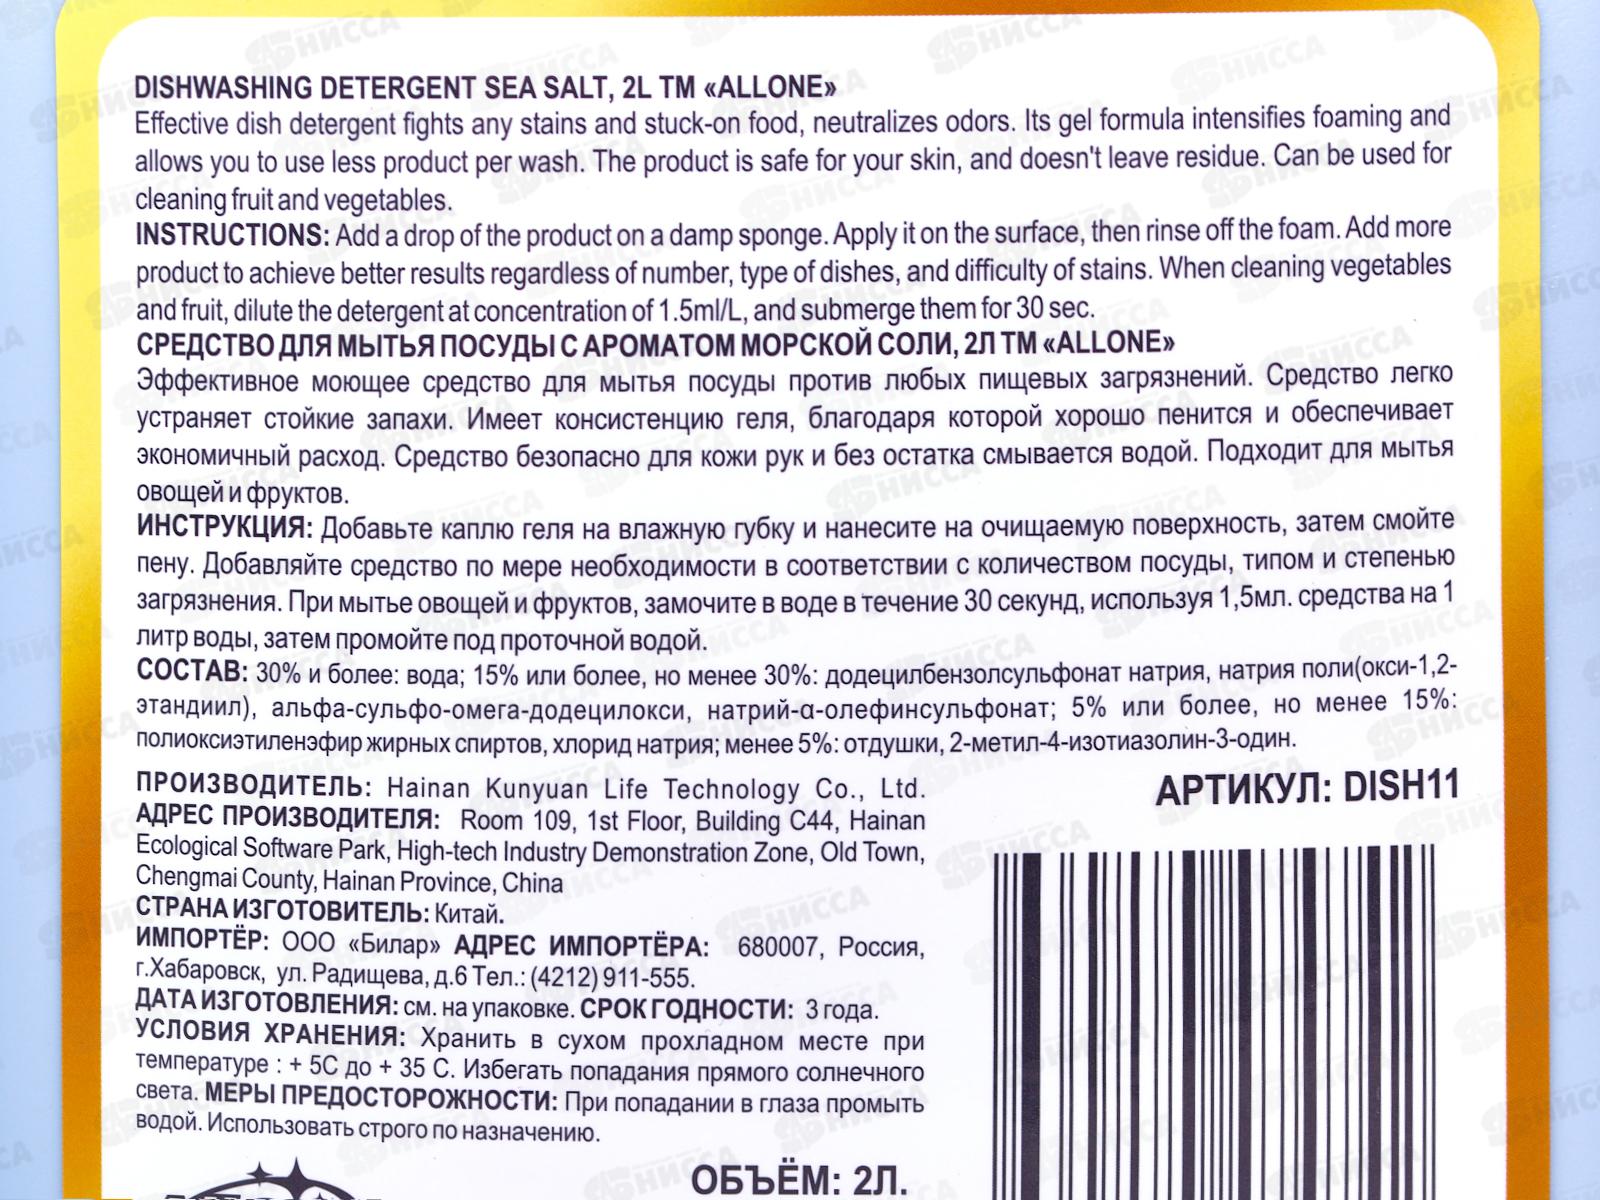 DISHWASHING DETERGENT SEA SALT, 2L TM «ALLONE»
Effective dish detergent fights any stains and stuck-on food, neutralizes odors. Its gel formula intensifies foaming and
allows you to use less product per wash. The product is safe for your skin, and doesn't leave residue. Can be used for
cleaning fruit and vegetables.
INSTRUCTIONS: Add a drop of the product on a damp sponge. Apply it on the surface, then rinse off the foam. Add more
product to achieve better results regardless of number, type of dishes, and difficulty of stains. When cleaning vegetables
and fruit, dilute the detergent at concentration of 1.5ml/L, and submerge them for 30 sec.
СРЕДСТВО ДЛЯ МЫТЬЯ ПОСУДЫ С АРОМАТОМ МОРСКОЙ СОЛИ, 2Л ТМ «ALLONE»
Эффективное моющее средство для мытья посуды против любых пищевых загрязнений. Средство легко
устраняет стойкие запахи. Имеет консистенцию геля, благодаря которой хорошо пенится и обеспечивает
экономичный расход. Средство безопасно для кожи рук и без остатка смывается водой. Подходит для мытья
овощей и фруктов.
ИНСТРУКЦИЯ: Добавьте каплю геля на влажную губку и нанесите на очищаемую поверхность, затем смойте
пену. Добавляйте средство по мере необходимости в соответствии с количеством посуды, типом и степенью
загрязнения. При мытье овощей и фруктов, замочите в воде в течение 30 секунд, используя 1,5мл. средства на 1
литр воды, затем промойте под проточной водой.
СОСТАВ: 30% и более: вода; 15% или более, но менее 30%: додецилбензолсульфонат натрия, натрия поли(окси-1,2-
этандиил), альфа-сульфо-омега-додецилокси, натрий-α-олефинсульфонат; 5% или более, но менее 15%:
полиоксиэтиленэфир жирных спиртов, хлорид натрия; менее 5%: отдушки, 2-метил-4-изотиазолин-3-один.
ПРОИЗВОДИТЕЛЬ: Hainan Kunyuan Life Technology Co., Ltd.
АДРЕС ПРОИЗВОДИТЕЛЯ: Room 109, 1st Floor, Building C44, Hainan
Ecological Software Park, High-tech Industry Demonstration Zone, Old Town,
Chengmai County, Hainan Province, China
СТРАНА ИЗГОТОВИТЕЛЬ: Китай.
ИМПОРТЁР: ООО «Билар» АДРЕС ИМПОРТЁРА: 680007, Россия,
г.Хабаровск, ул. Радищева, д.6 Тел.: (4212) 911-555.
ДАТА ИЗГОТОВЛЕНИЯ: см. на упаковке. СРОК ГОДНОСТИ: 3 года.
УСЛОВИЯ ХРАНЕНИЯ: Хранить в сухом прохладном месте при
температуре : + 5С до + 35 С. Избегать попадания прямого солнечного
света. МЕРЫ ПРЕДОСТОРОЖНОСТИ: При попадании в глаза промыть
водой. Использовать строго по назначению.
ОБЪЁМ: 2Л.
АРТИКУЛ: DISH11